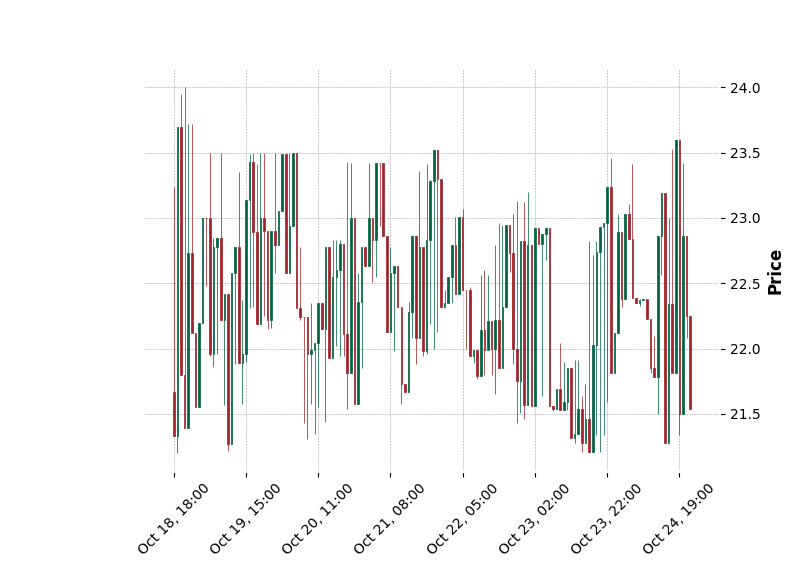 24.0
23.5
23.0
22.5
22.0
21.5
Price
Oct 18, 18:00
Oct 19, 15:00
Oct 20, 11:00
Oct 21, 08:00
Oct 22, 05:00
Oct 23, 02:00
Oct 23, 22:00
Oct 24, 19:00